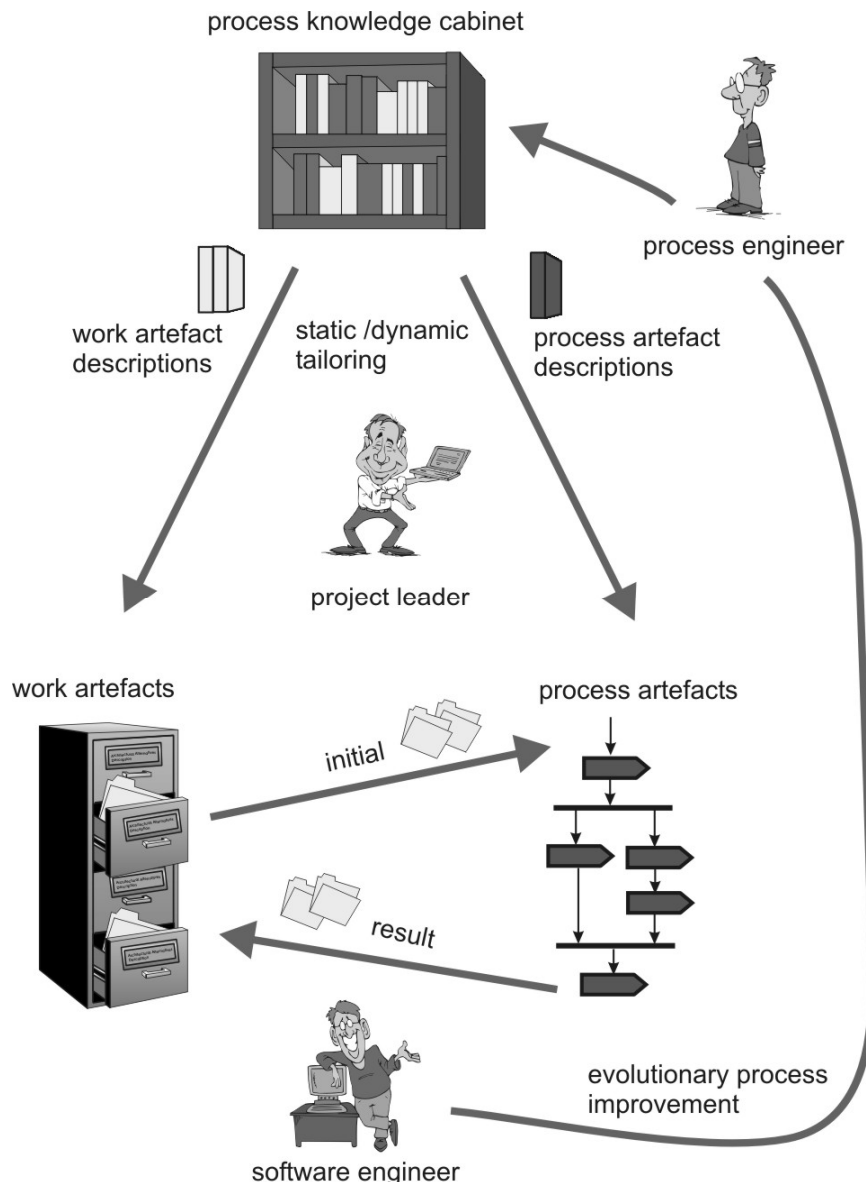 process knowledge cabinet
process engineer
work artefact
descriptions
static /dynamic
tailoring
process artefact
descriptions
project leader
work artefacts
process artefacts
initial
result
evolutionary process
improvement
software engineer